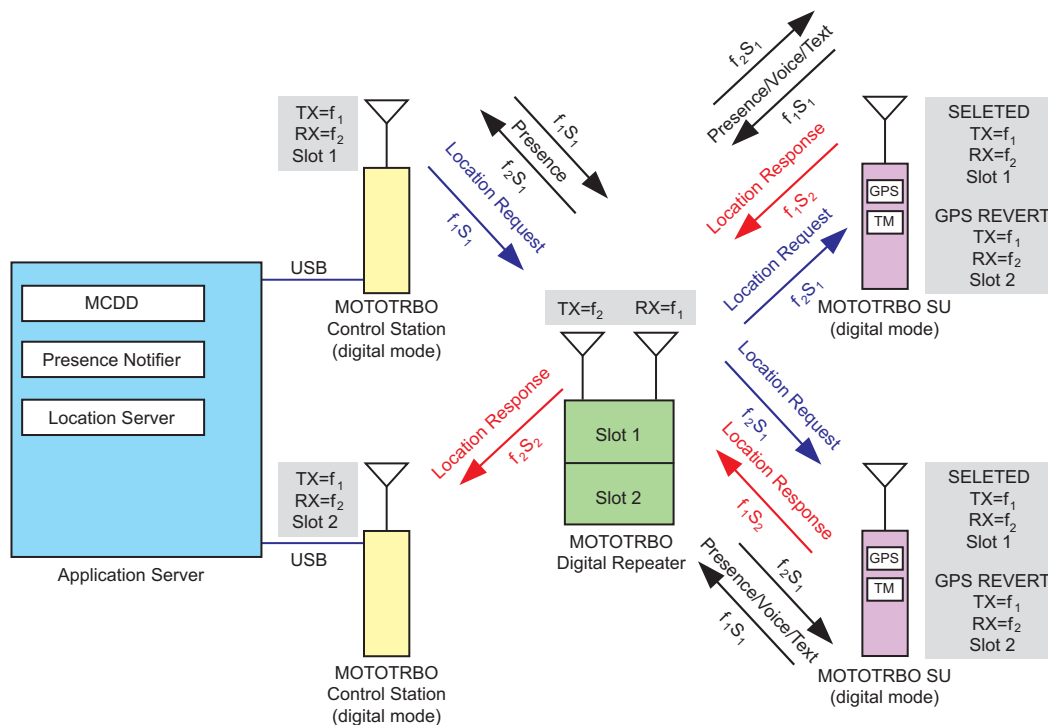 f₂S₁
Presence/Voice/Text
f₁S₁
TX=f₁
RX=f₂
Slot 1
f₁S₁
Presence
f₂S₁
Location Request
f₁S₁
Location Response
f₁S₂
Location Request
f₂S₁
GPS
TM
SELETED
TX=f₁
RX=f₂
Slot 1
GPS REVERT
TX=f₁
RX=f₂
Slot 2
USB
MCDD
Presence Notifier
Location Server
MOTOTRBO
Control Station
(digital mode)
MOTOTRBO SU
(digital mode)
TX=f₂
RX=f₁
Slot 1
Slot 2
MOTOTRBO
Digital Repeater
Location Response
f₂S₂
Location Request
f₂S₁
Location Response
f₁S₂
f₂S₁
Presence/Voice/Text
f₁S₁
TX=f₁
RX=f₂
Slot 2
USB
Application Server
MOTOTRBO
Control Station
(digital mode)
GPS
TM
SELETED
TX=f₁
RX=f₂
Slot 1
GPS REVERT
TX=f₁
RX=f₂
Slot 2
MOTOTRBO SU
(digital mode)